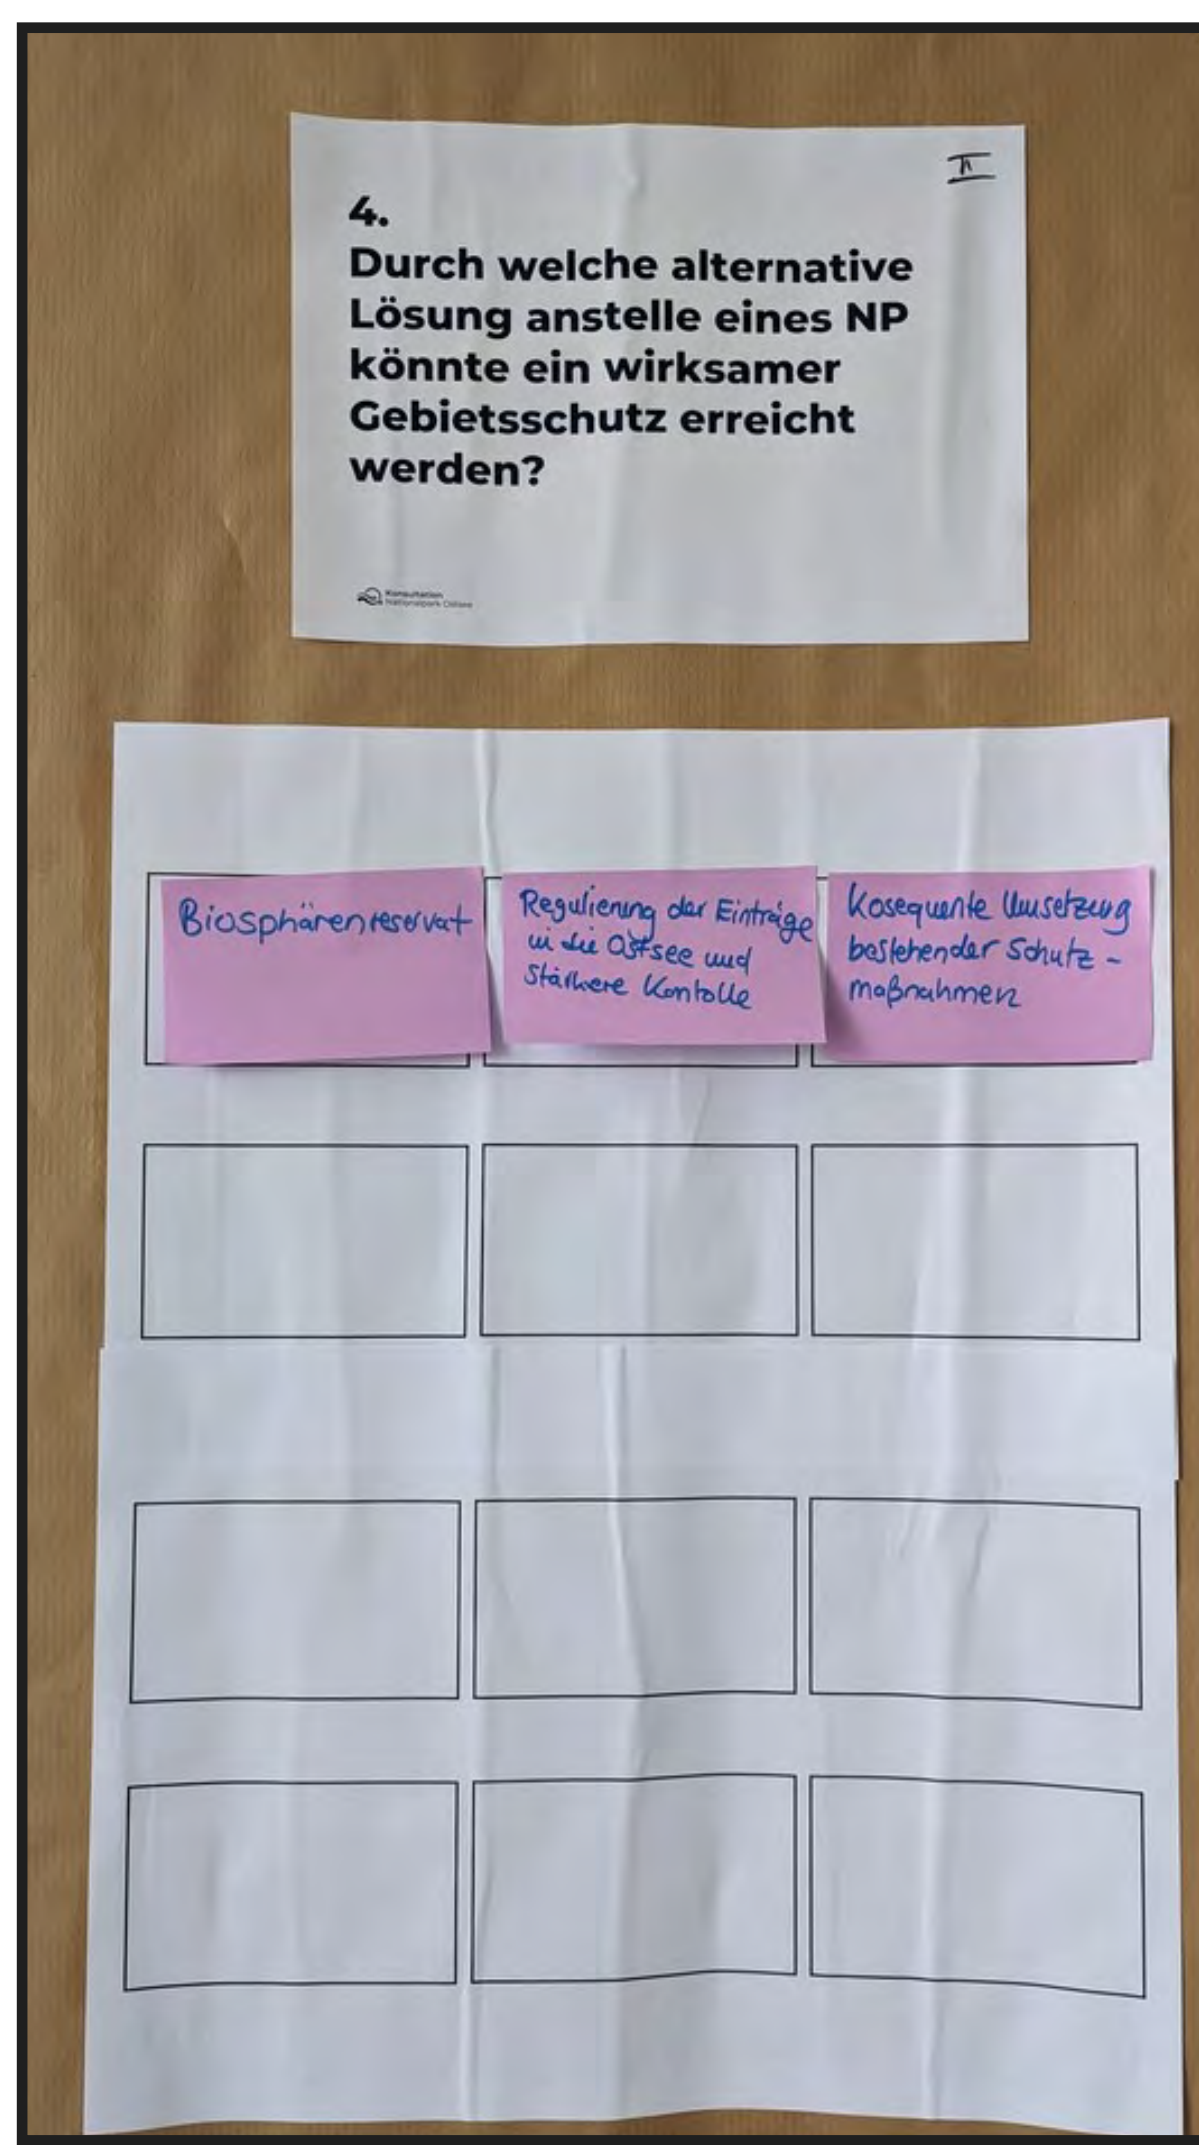 II
4.
Durch welche alternative
Lösung anstelle eines NP
könnte ein wirksamer
Gebietsschutz erreicht
werden?
Konsultation
Nationalpark Ostsee
Biosphärenreservat
Regulierung der Einträge
in die Ostsee und
Stärkere Kontolle
Kosequente Umsetzung
bestehender Schutz-
maßnahmen